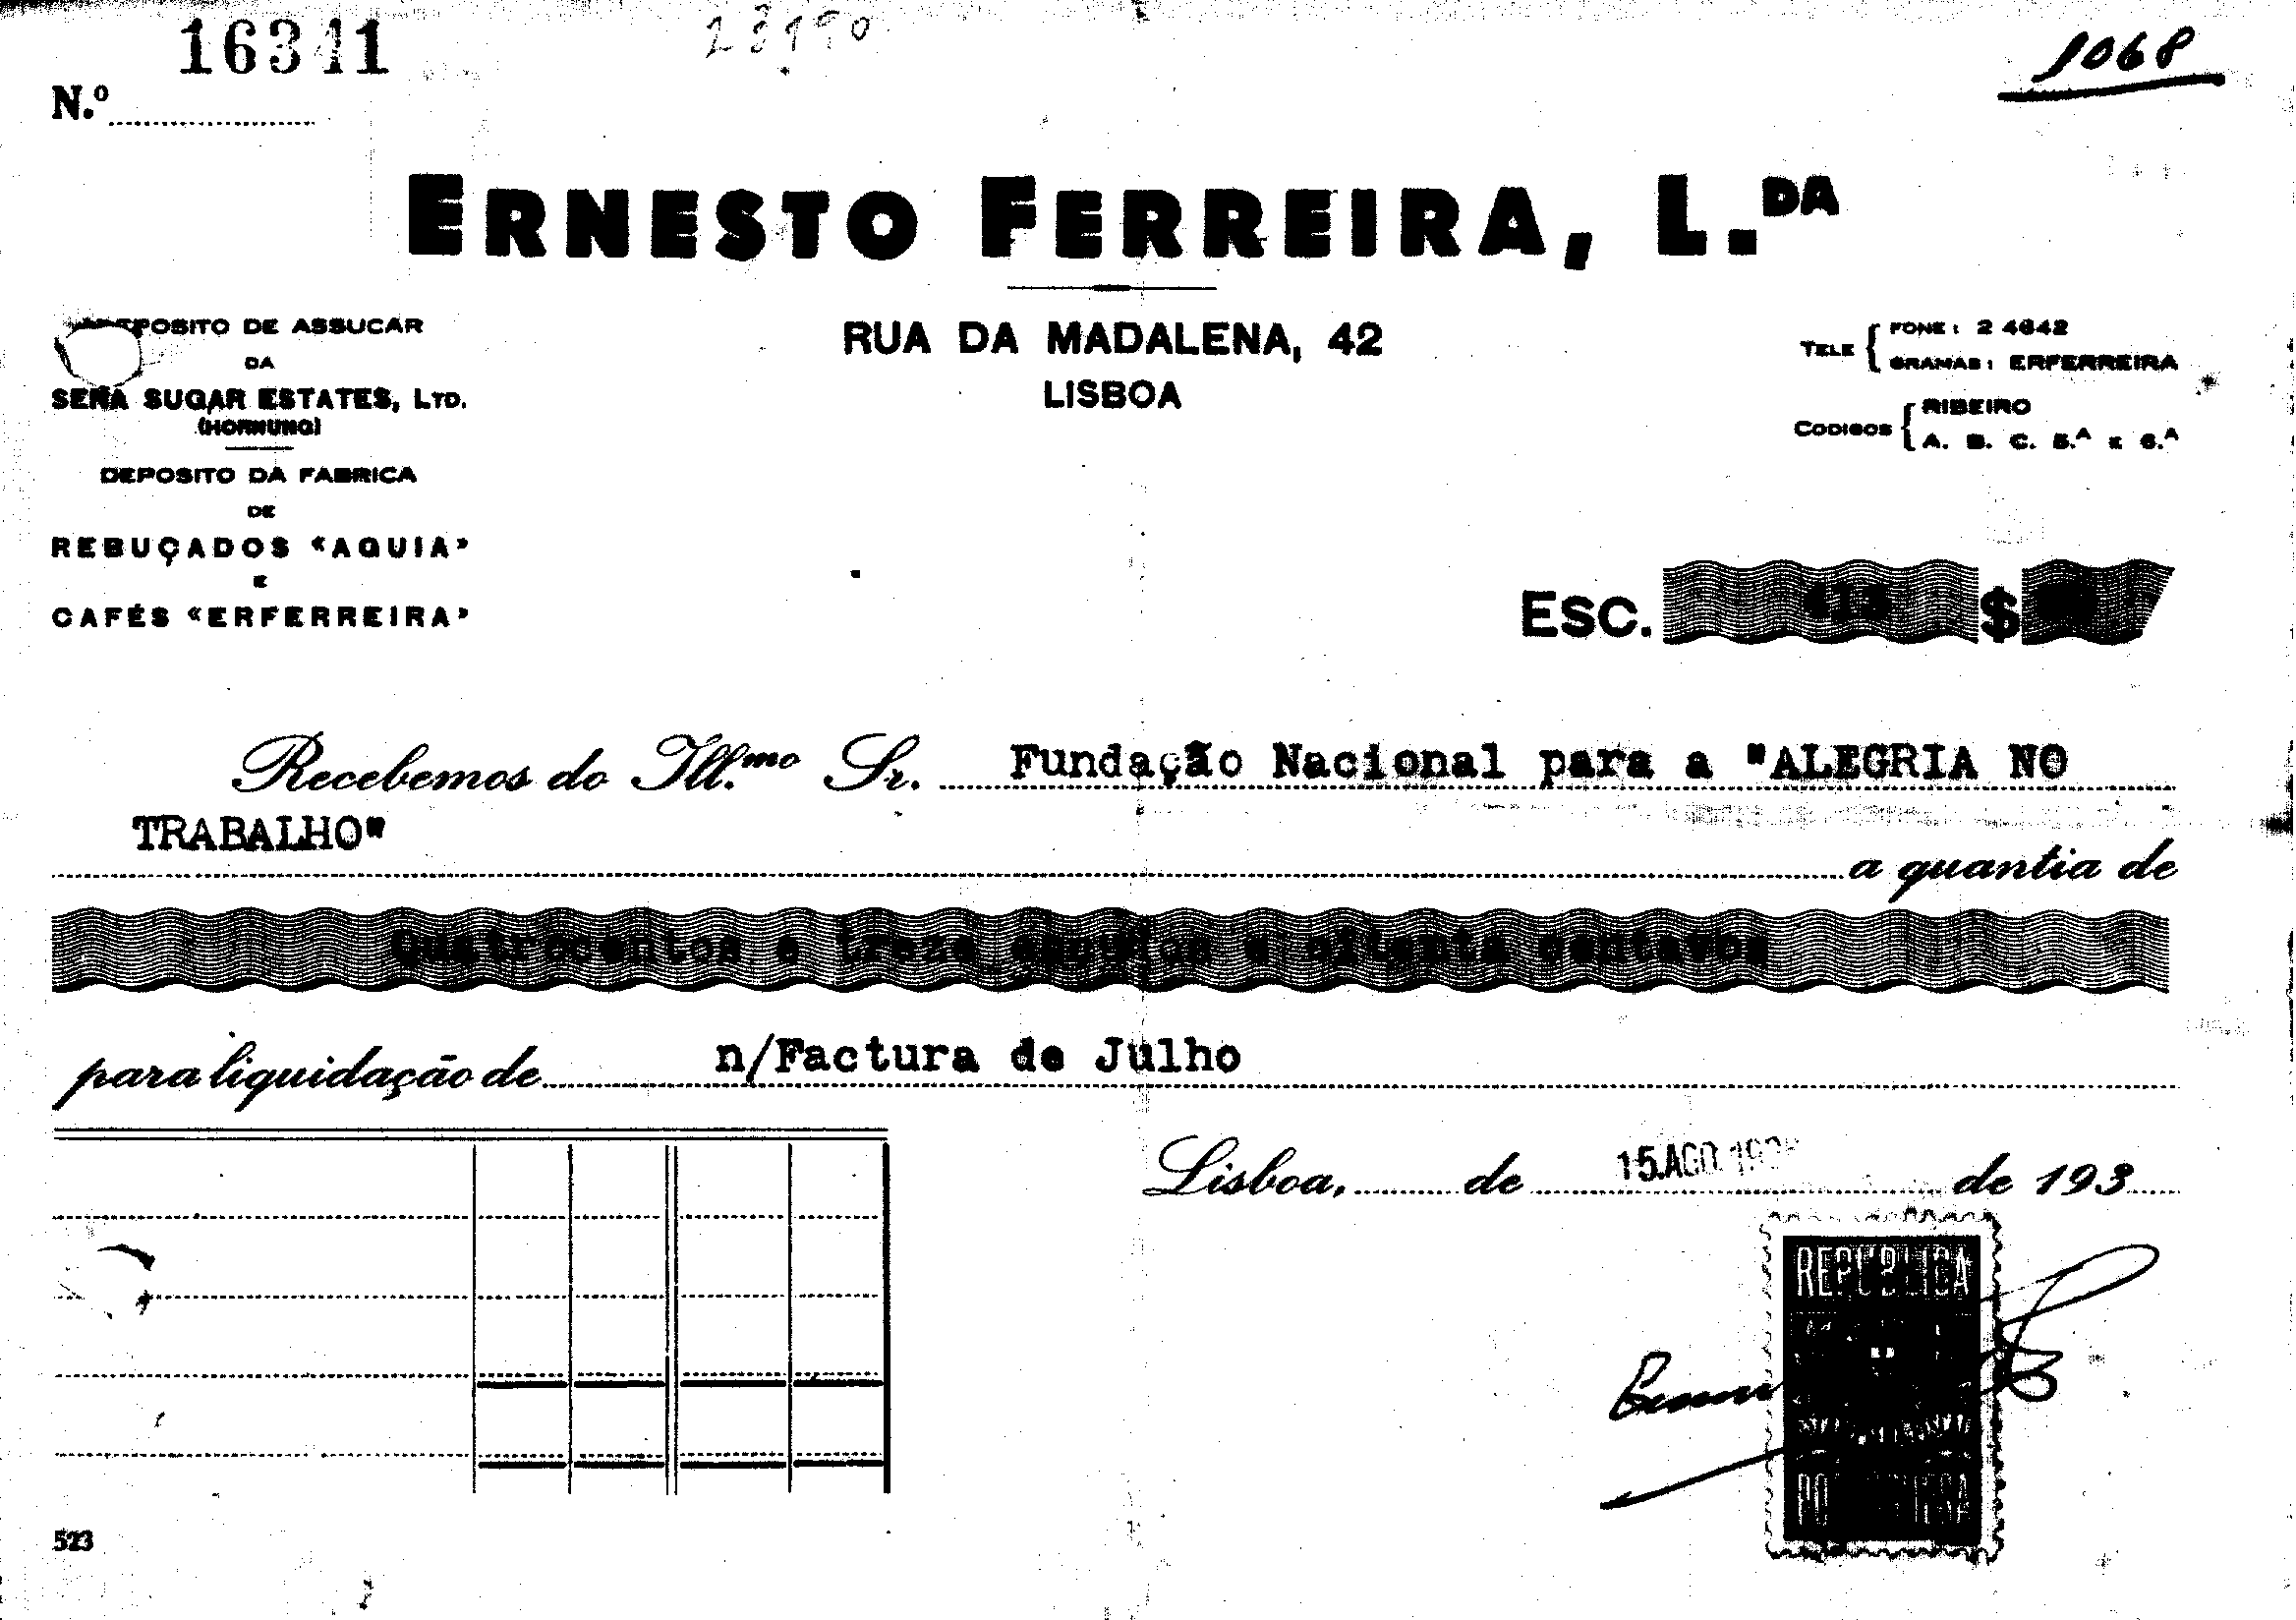 16341
1068
N.º
ERNESTO FERREIRA, L.DA
DEPOSITO DE ASSUCAR
DA
SENA SUGAR ESTATES, LTD.
(HORNUNG)
DEPOSITO DA FABRICA
DE
REBUÇADOS «AGUIA»
E
CAFÉS «ERFERREIRA»
RUA DA MADALENA, 42
LISBOA
TELE FONE: 2 4642
GRAMAS: ERFERREIRA
CODIGOS RIBEIRO
A. B. C. 5.A E 6.A
ESC. 413 $
Recebemos do Ill.mo Sr. Fundação Nacional para a "ALEGRIA NO
TRABALHO"
a quantia de
Quatrocentos e treze escudos e oitenta centavos
para liquidação de n/Factura de Julho
Lisboa, de 15.AGO de 193
REPUBLICA
523